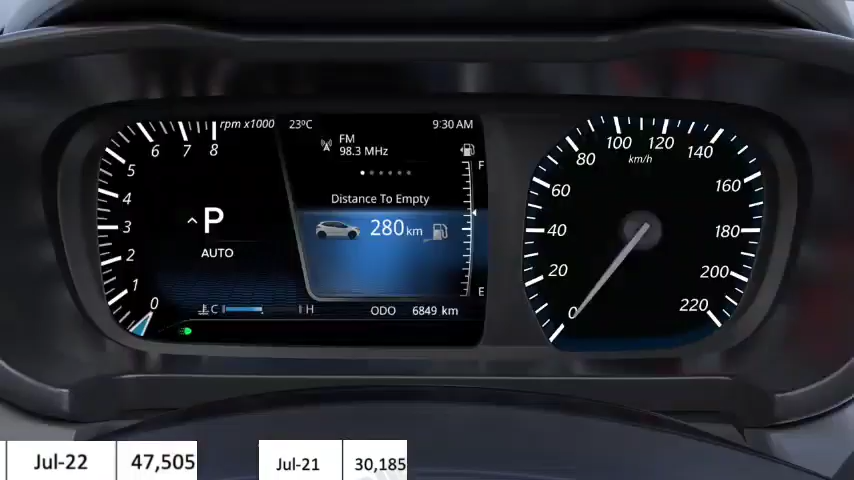 rpm x1000
23°C
9:30 AM
FM
98.3 MHz
Distance To Empty
280 km
F
E
P
AUTO
0 1 2 3 4 5 6 7 8
C H
ODO 6849 km
km/h
0 20 40 60 80 100 120 140 160 180 200 220
Jul-22 47,505
Jul-21 30,185